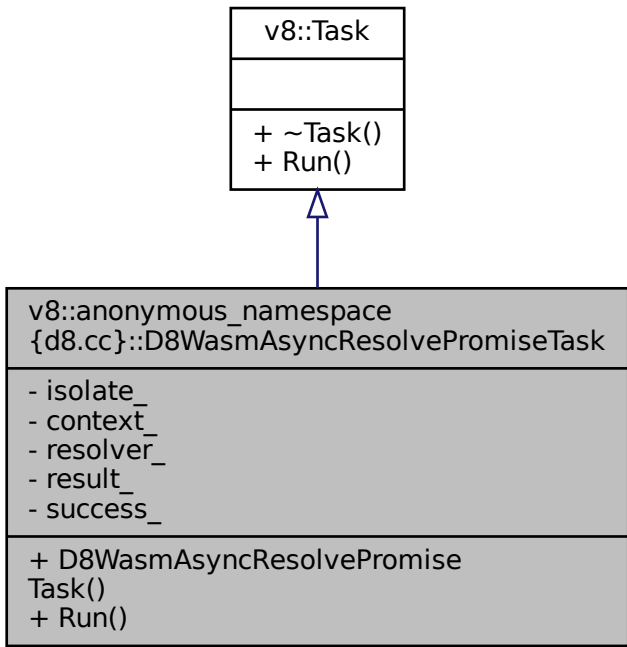 v8::Task
+ ~Task()
+ Run()
v8::anonymous_namespace
{d8.cc}::D8WasmAsyncResolvePromiseTask
- isolate_
- context_
- resolver_
- result_
- success_
+ D8WasmAsyncResolvePromise
Task()
+ Run()